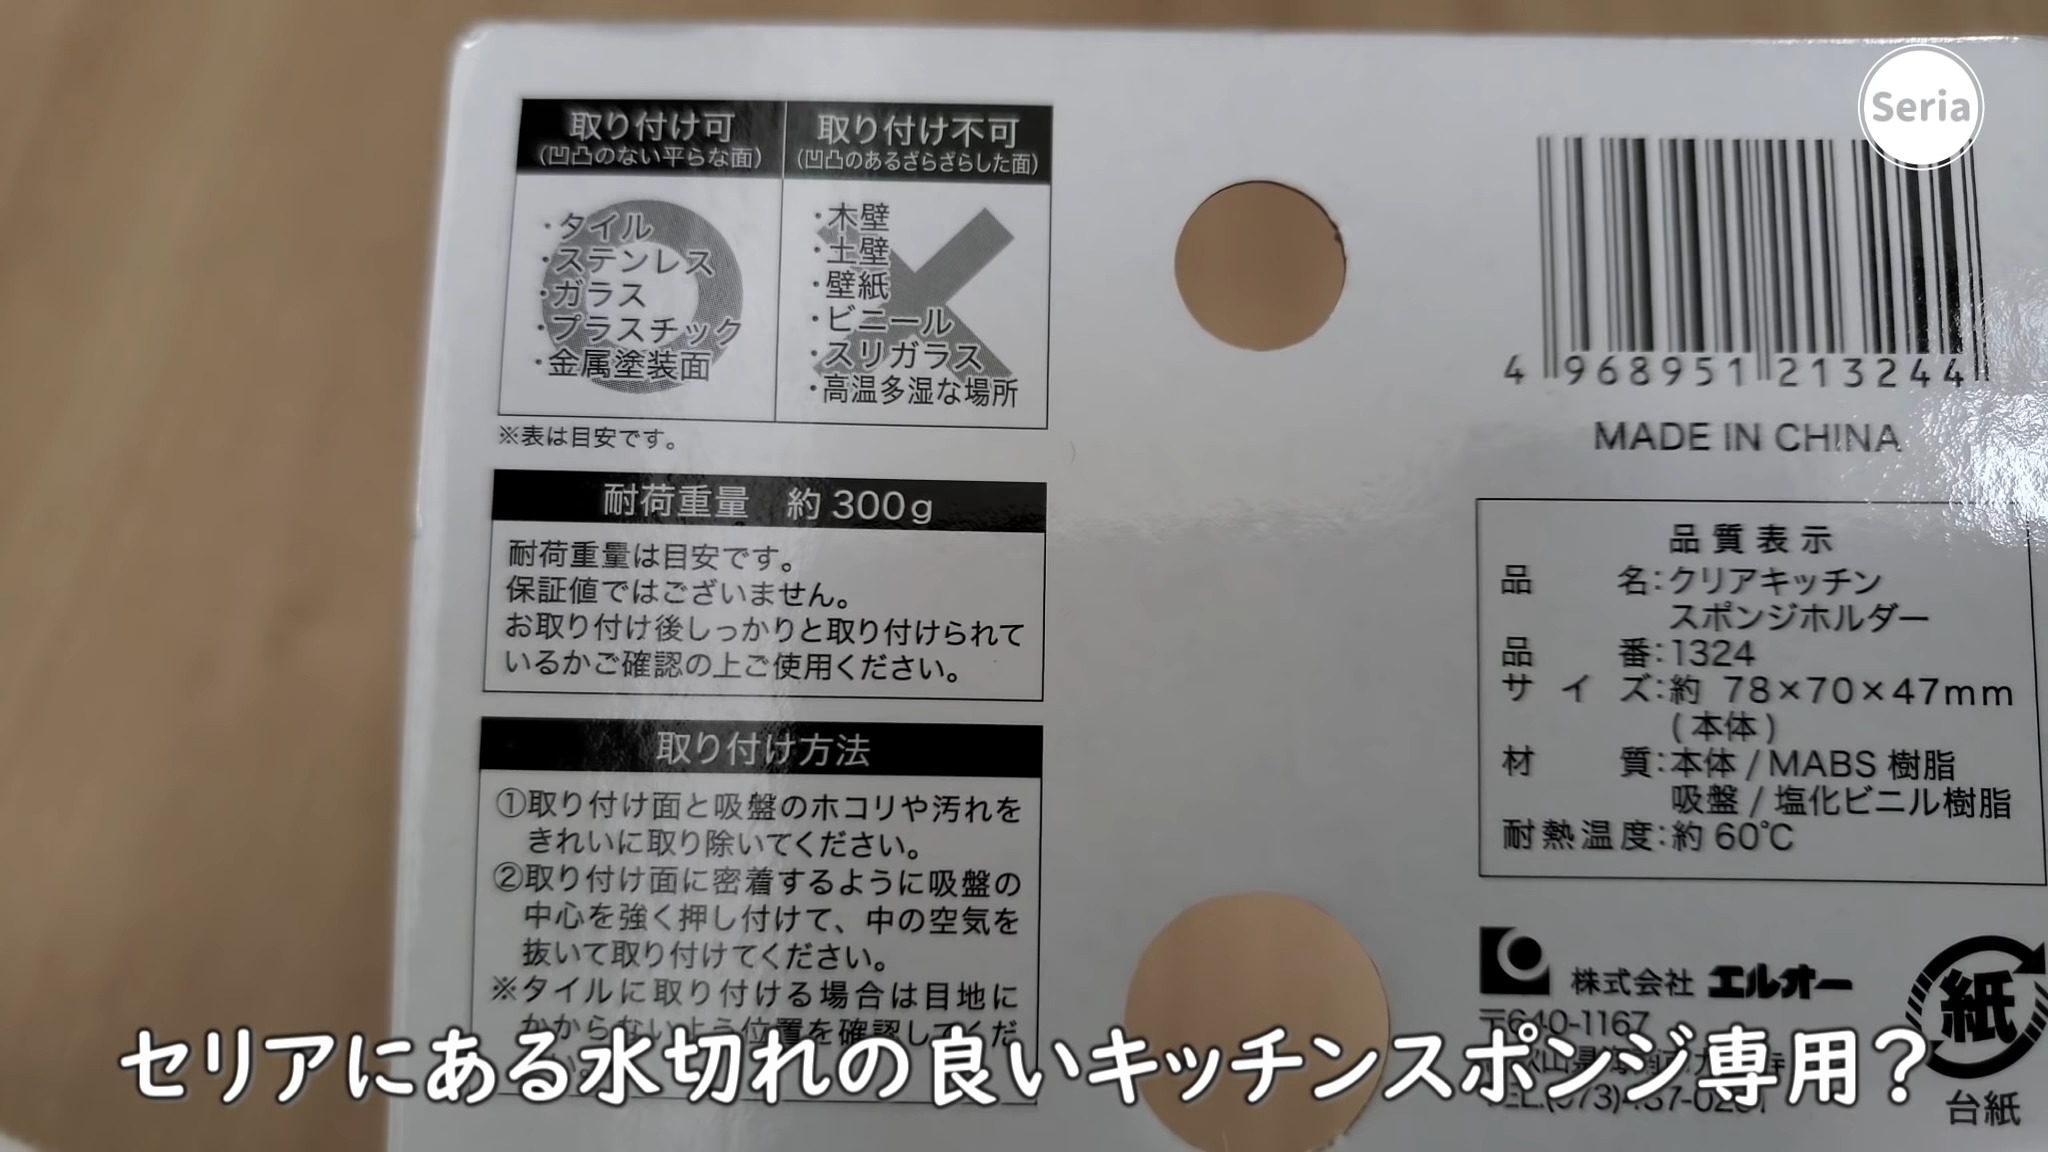 Seria
取り付け可
(凹凸のない平らな面)
・タイル
・ステンレス
・ガラス
・プラスチック
・金属塗装面
取り付け不可
(凹凸のあるざらざらした面)
・木壁
・土壁
・壁紙
・ビニール
・スリガラス
・高温多湿な場所
※表は目安です。
耐荷重量 約300g
耐荷重量は目安です。
保証値ではございません。
お取り付け後しっかりと取り付けられて
いるかご確認の上ご使用ください。
取り付け方法
①取り付け面と吸盤のホコリや汚れを
きれいに取り除いてください。
②取り付け面に密着するように吸盤の
中心を強く押し付けて、中の空気を
抜いて取り付けてください。
※タイルに取り付ける場合は目地に
かからないよう位置を確認してくだ
4 968951 213244
MADE IN CHINA
品質表示
品名:クリアキッチン
スポンジホルダー
品番:1324
サイズ:約 78×70×47mm
(本体)
材質:本体/MABS樹脂
吸盤/塩化ビニル樹脂
耐熱温度:約60℃
株式会社 エルオー
〒640-1167
紙
台紙
セリアにある水切れの良いキッチンスポンジ専用？